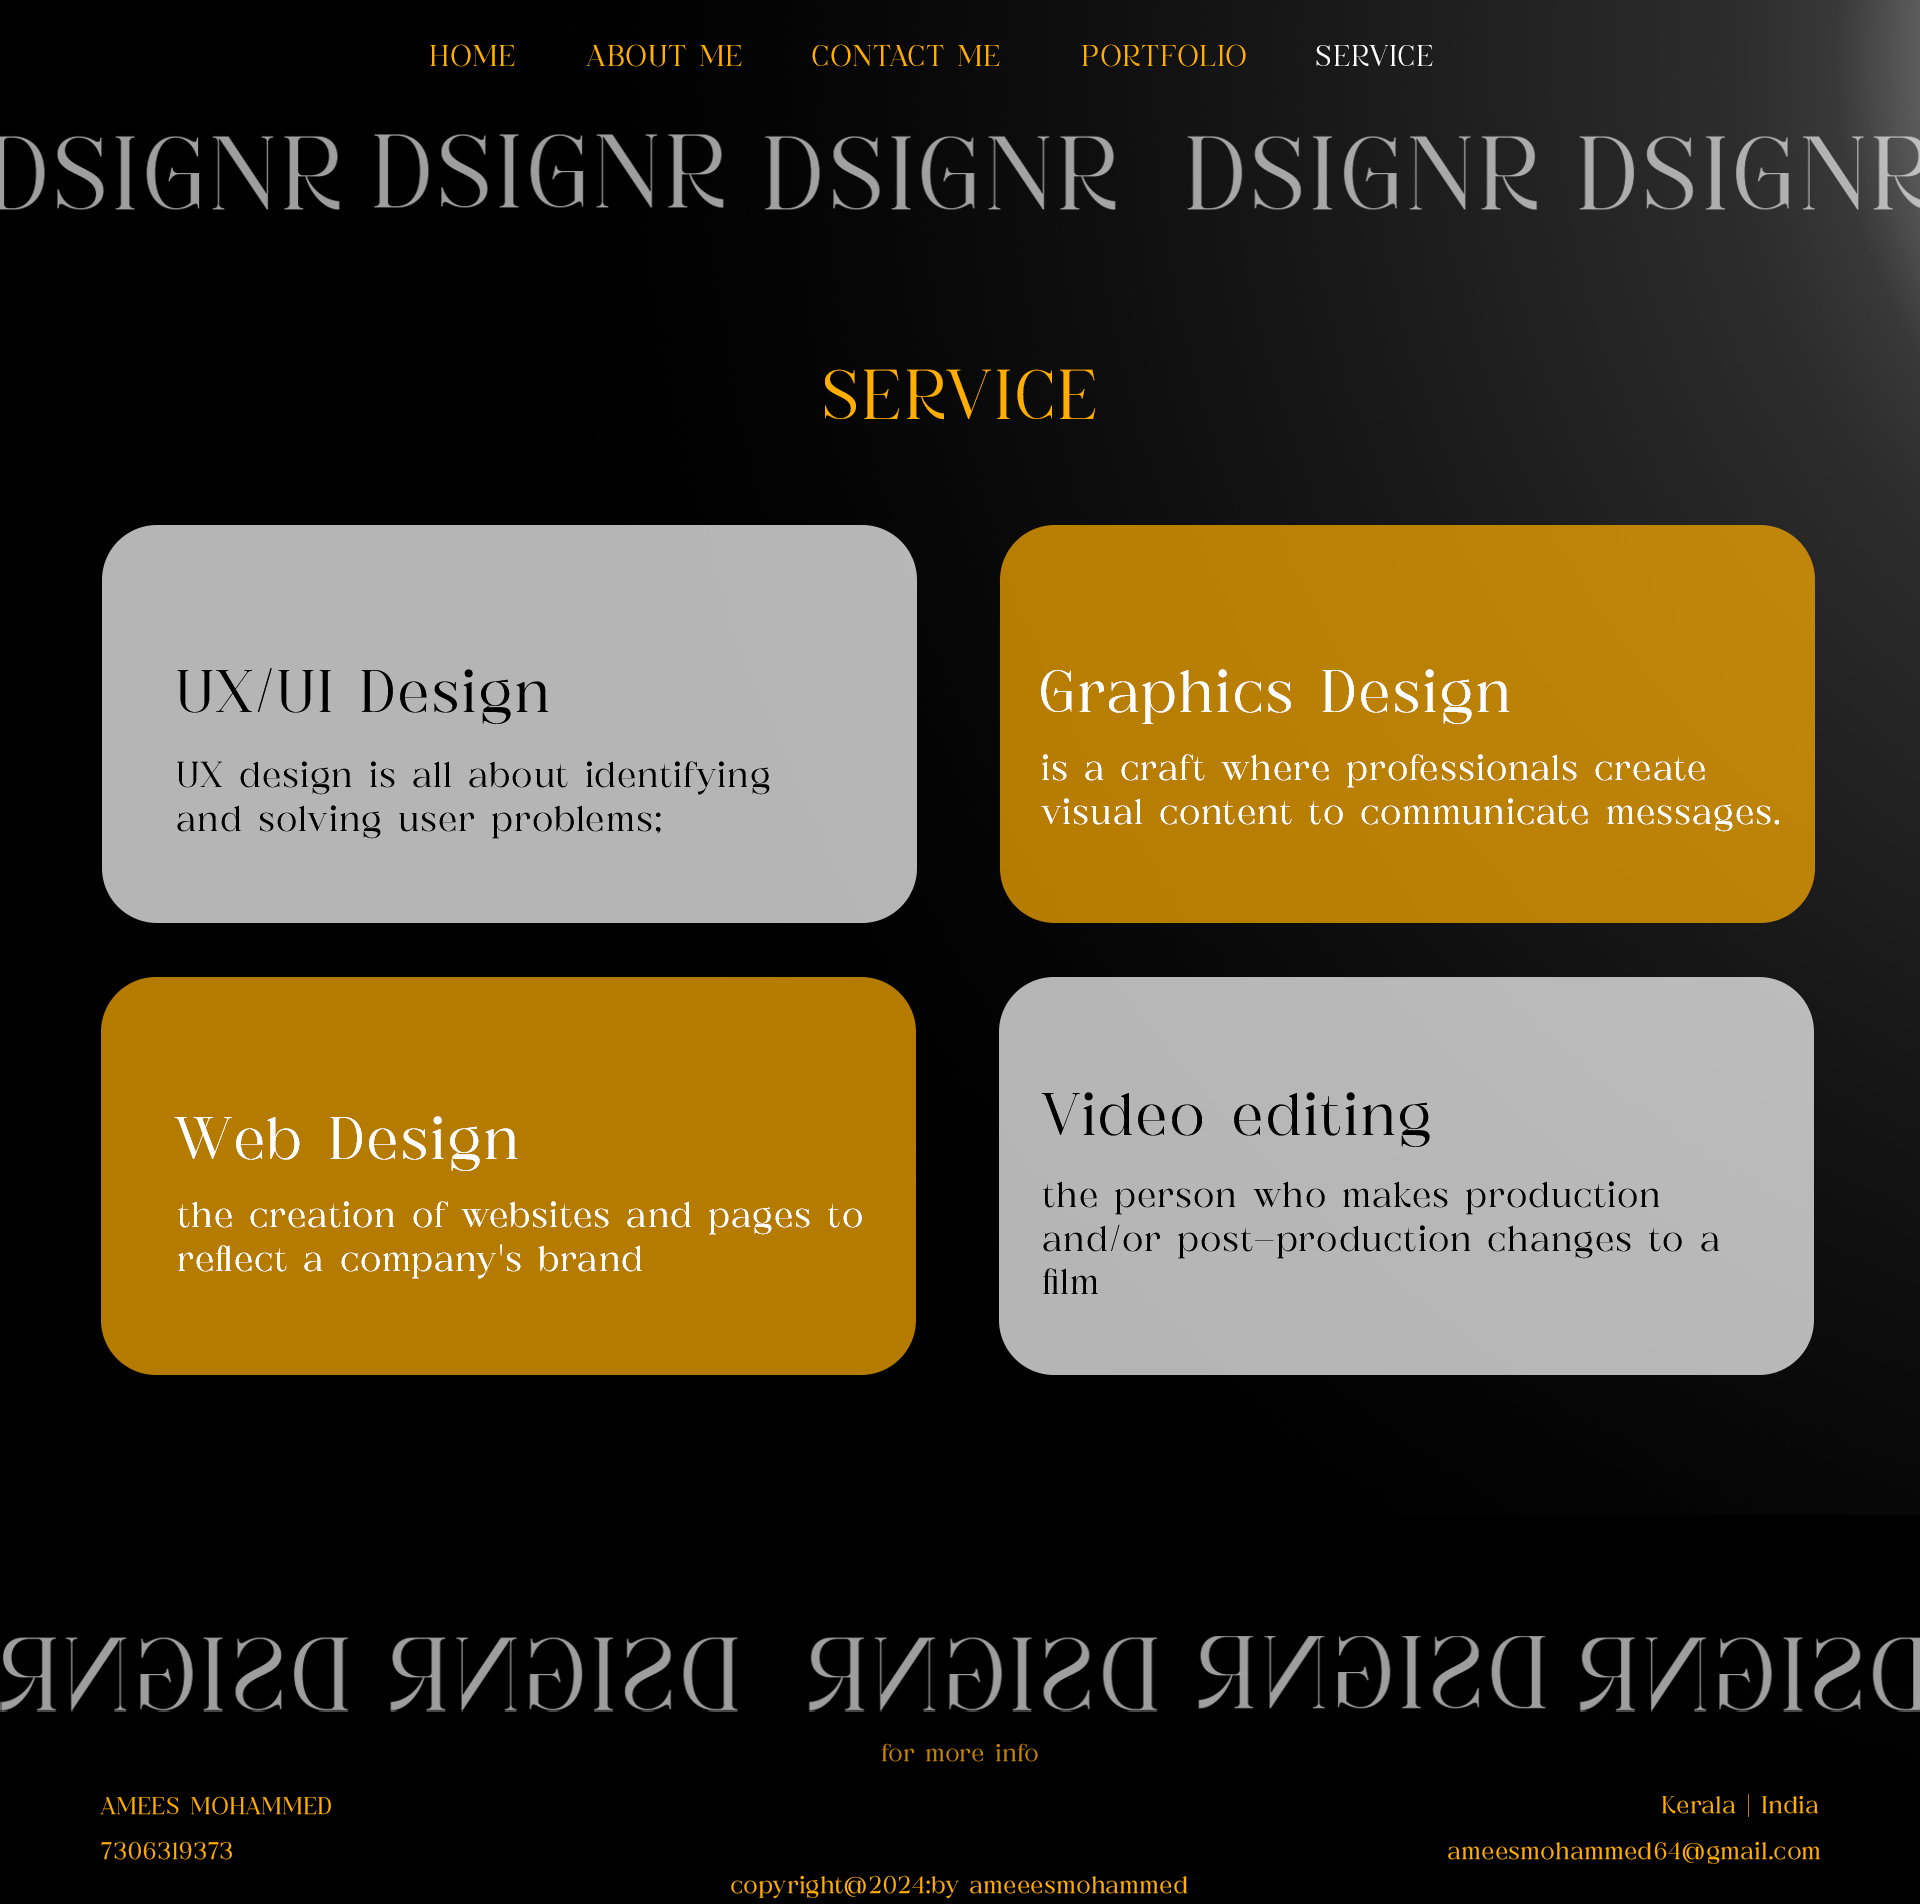 HOME ABOUT ME CONTACT ME PORTFOLIO SERVICE
DSIGNR DSIGNR DSIGNR DSIGNR DSIGNR
SERVICE
UX/UI Design
UX design is all about identifying
and solving user problems;
Graphics Design
is a craft where professionals create
visual content to communicate messages.
Web Design
the creation of websites and pages to
reflect a company's brand
Video editing
the person who makes production
and/or post-production changes to a
film
DSIGNR DSIGNR DSIGNR DSIGNR DSIGNR
for more info
AMEES MOHAMMED
Kerala | India
7306319373
ameesmohammed64@gmail.com
copyright@2024:by ameeesmohammed